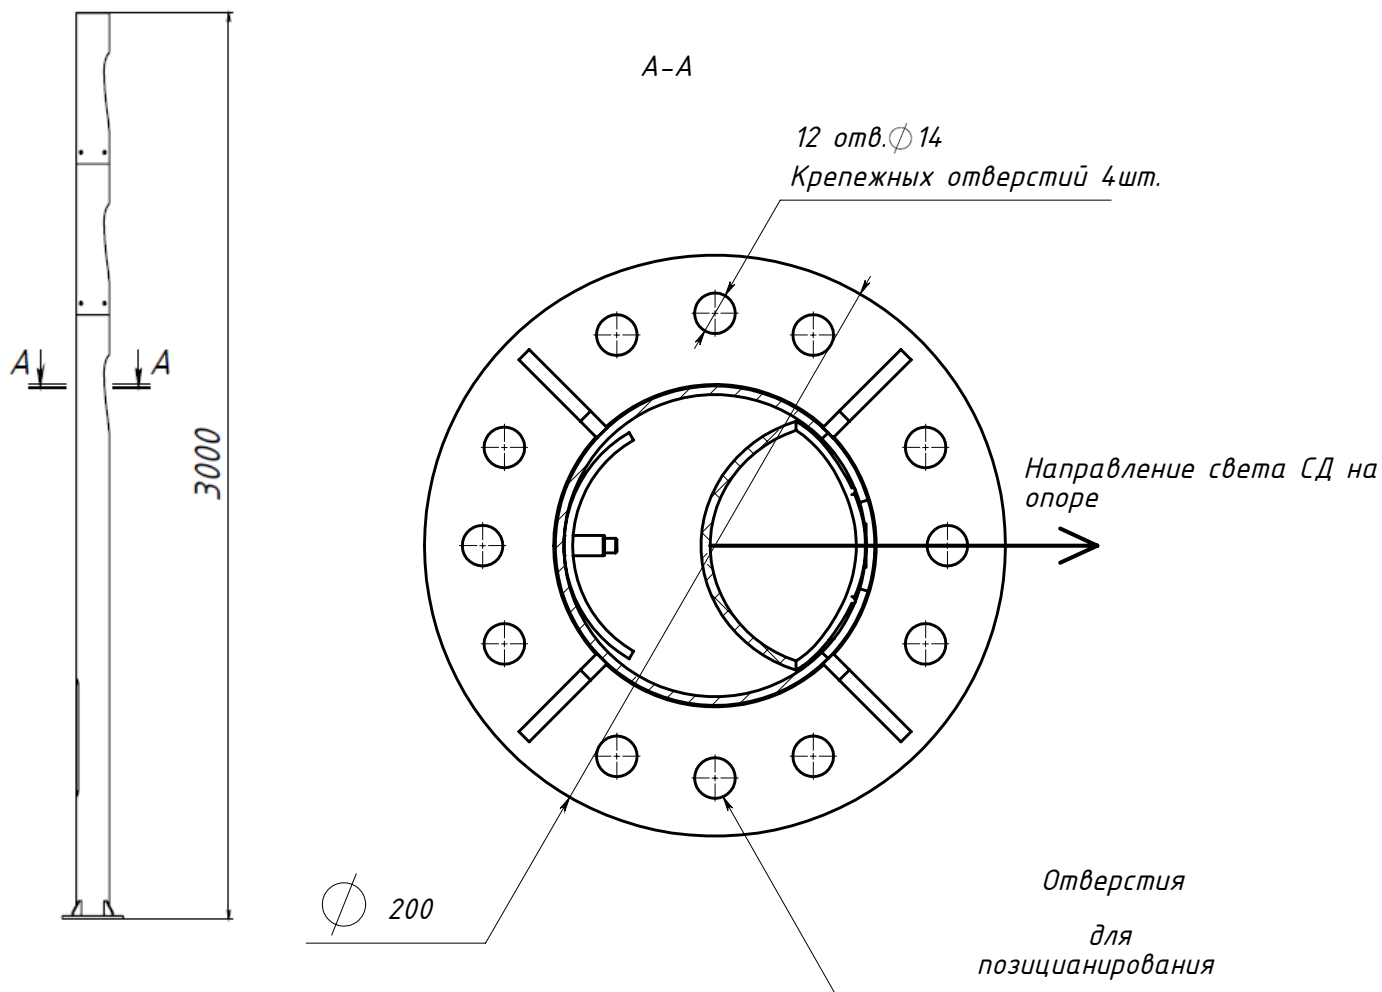 А-А
12 отв.∅14
Крепежных отверстий 4шт.
А
А
3000
Направление света СД на
опоре
∅ 200
Отверстия
для
позицианирования